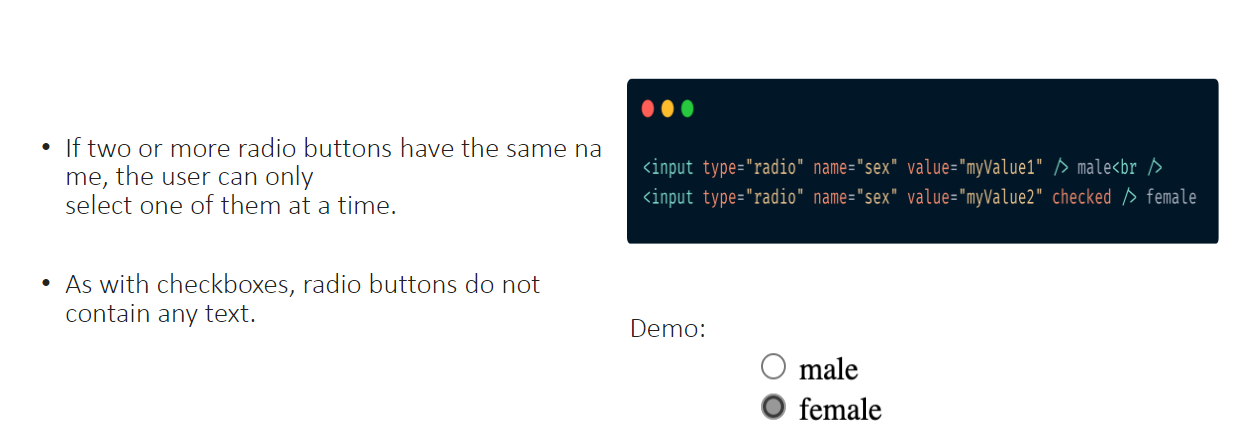 • If two or more radio buttons have the same na
me, the user can only
select one of them at a time.
• As with checkboxes, radio buttons do not
contain any text.
<input type="radio" name="sex" value="myValue1" /> male<br />
<input type="radio" name="sex" value="myValue2" checked /> female
Demo:
male
female